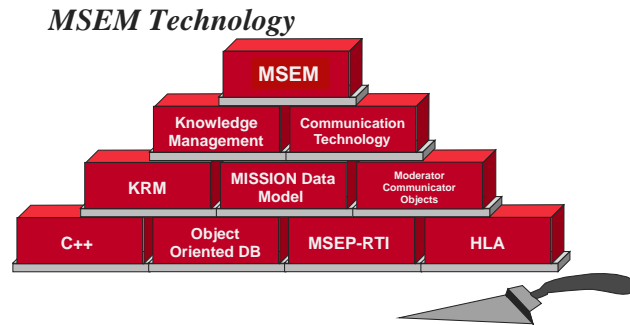 MSEM Technology
MSEM
Knowledge
Management
Communication
Technology
KRM
MISSION Data
Model
Moderator
Communicator
Objects
C++
Object
Oriented DB
MSEP-RTI
HLA